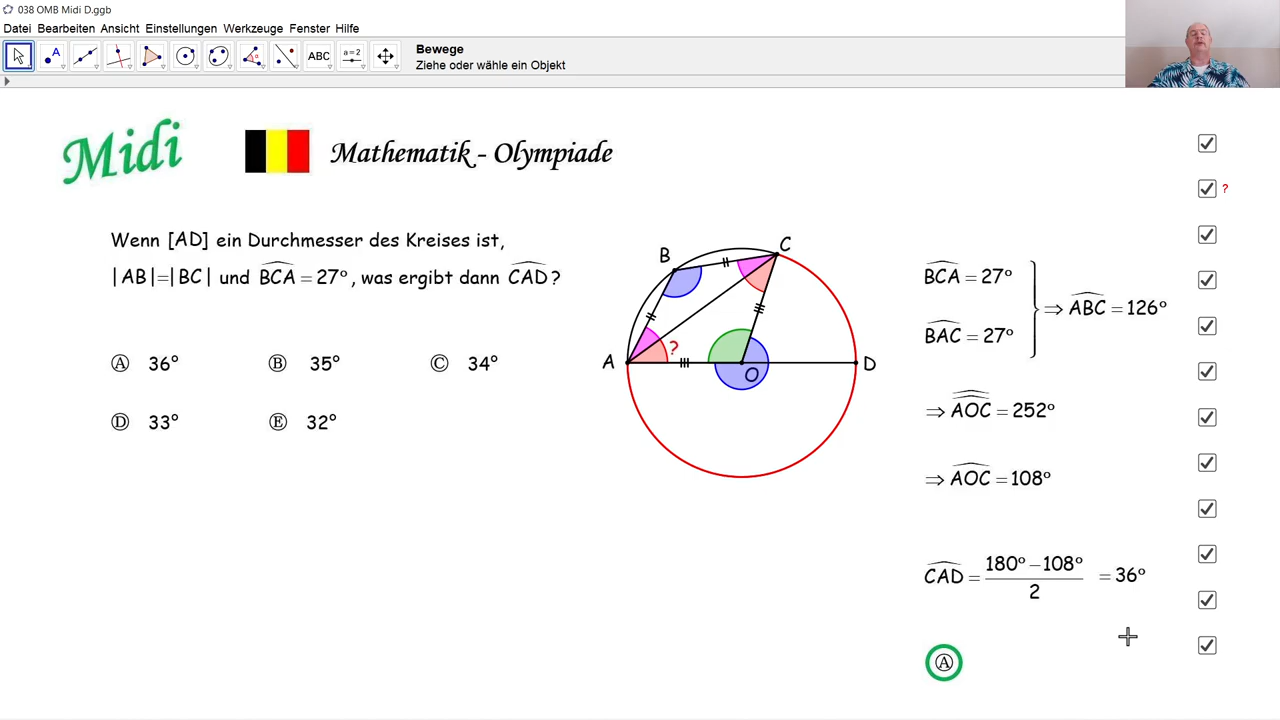 038 OMB Midi D.ggb
Datei Bearbeiten Ansicht Einstellungen Werkzeuge Fenster Hilfe
A
ABC
a=2
Bewege
Ziehe oder wähle ein Objekt
Midi
Mathematik - Olympiade
Wenn [AD] ein Durchmesser des Kreises ist,
|AB|=|BC| und BCA = 27°, was ergibt dann CAD?
Ⓐ 36° Ⓑ 35° Ⓒ 34°
Ⓓ 33° Ⓔ 32°
B
C
A
?
O
D
BCA = 27°
BAC = 27°
⇒ ABC = 126°
⇒ AOC = 252°
⇒ AOC = 108°
CAD = (180° − 108°)/2 = 36°
Ⓐ
?